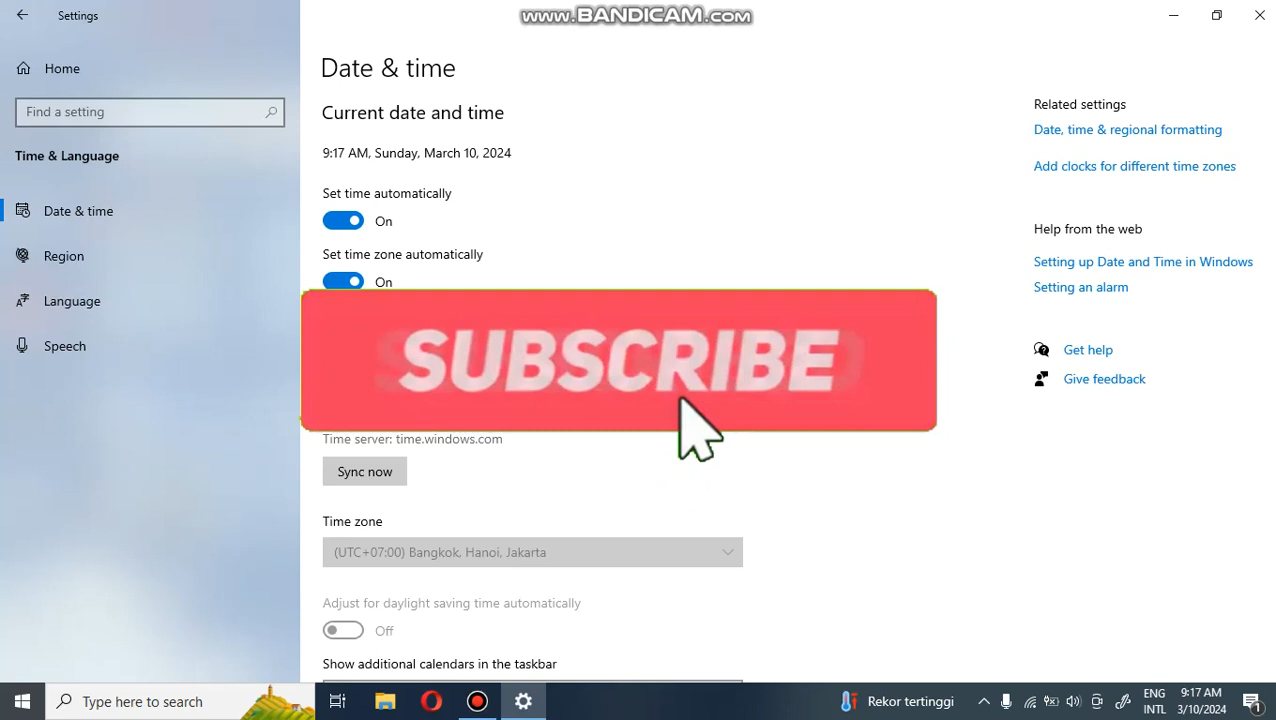 Settings
www.BANDICAM.com
Home
Find a setting
Time & Language
Date & time
Region
Language
Speech
Date & time
Current date and time
9:17 AM, Sunday, March 10, 2024
Set time automatically
On
Set time zone automatically
On
SUBSCRIBE
Time server: time.windows.com
Sync now
Time zone
(UTC+07:00) Bangkok, Hanoi, Jakarta
Adjust for daylight saving time automatically
Off
Show additional calendars in the taskbar
Related settings
Date, time & regional formatting
Add clocks for different time zones
Help from the web
Setting up Date and Time in Windows
Setting an alarm
Get help
Give feedback
Type here to search
Rekor tertinggi
ENG
INTL
9:17 AM
3/10/2024
1